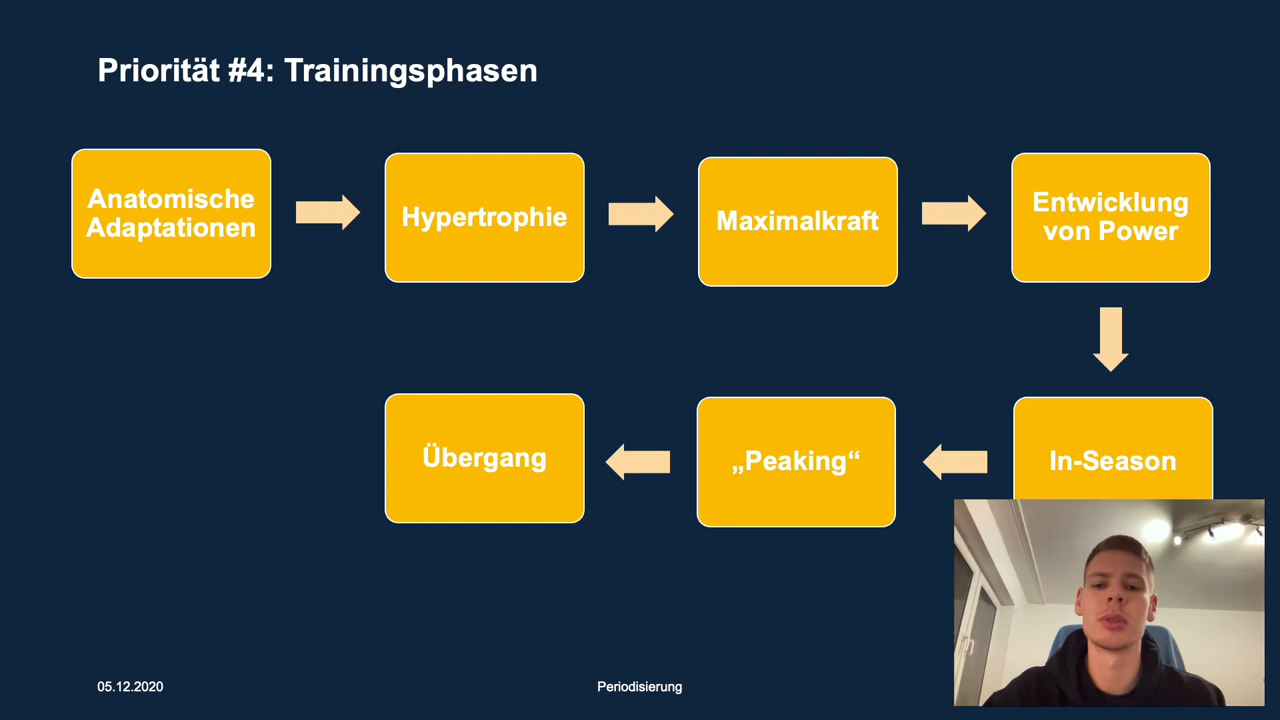 Priorität #4: Trainingsphasen
Anatomische
Adaptationen
Hypertrophie
Maximalkraft
Entwicklung
von Power
In-Season
„Peaking“
Übergang
05.12.2020
Periodisierung